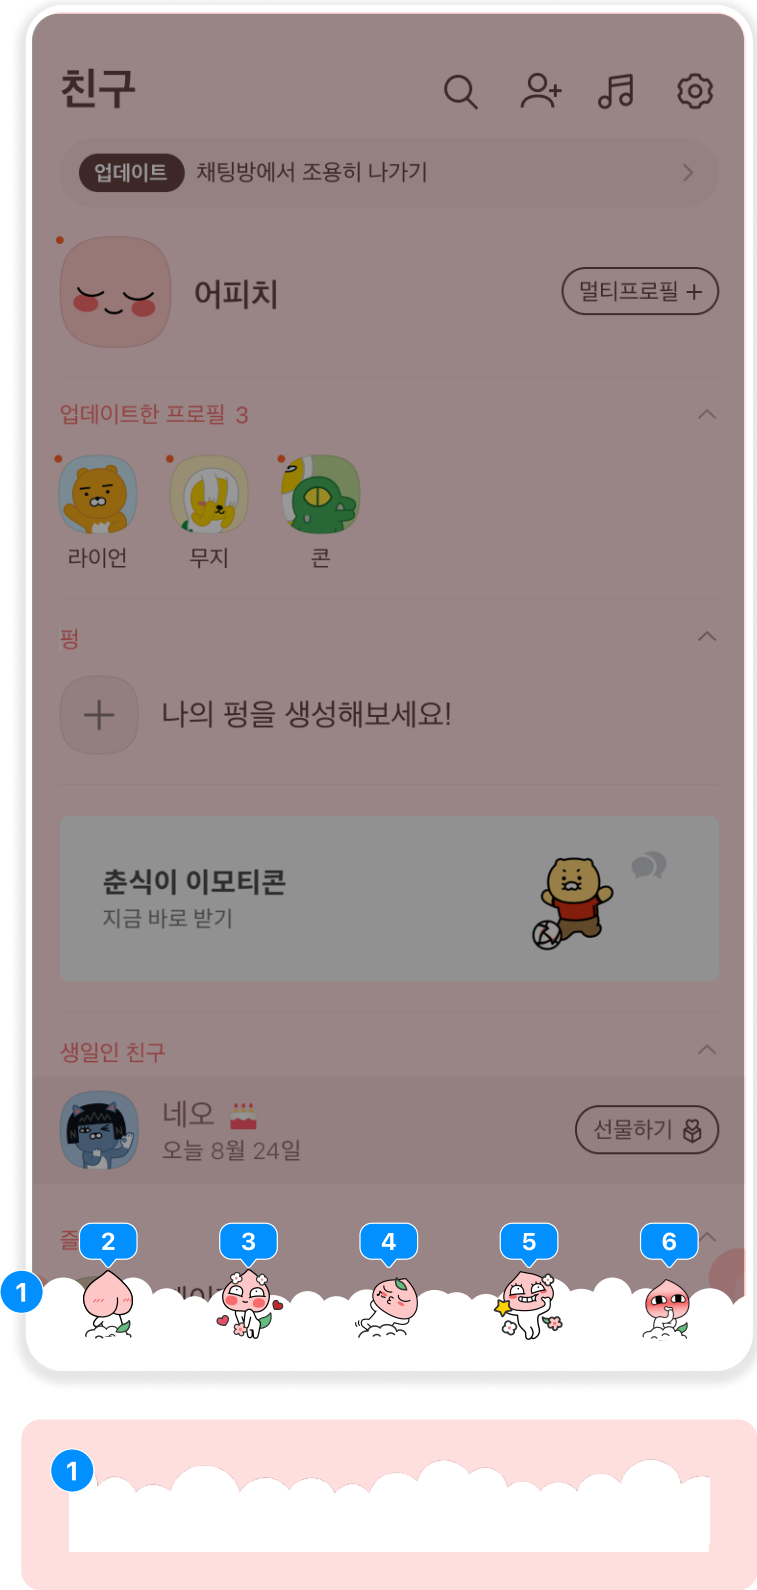 친구
업데이트 채팅방에서 조용히 나가기
어피치
멀티프로필 +
업데이트한 프로필 3
라이언 무지 콘
펑
나의 펑을 생성해보세요!
춘식이 이모티콘
지금 바로 받기
생일인 친구
네오
오늘 8월 24일
선물하기
즐
2 3 4 5 6
1
1